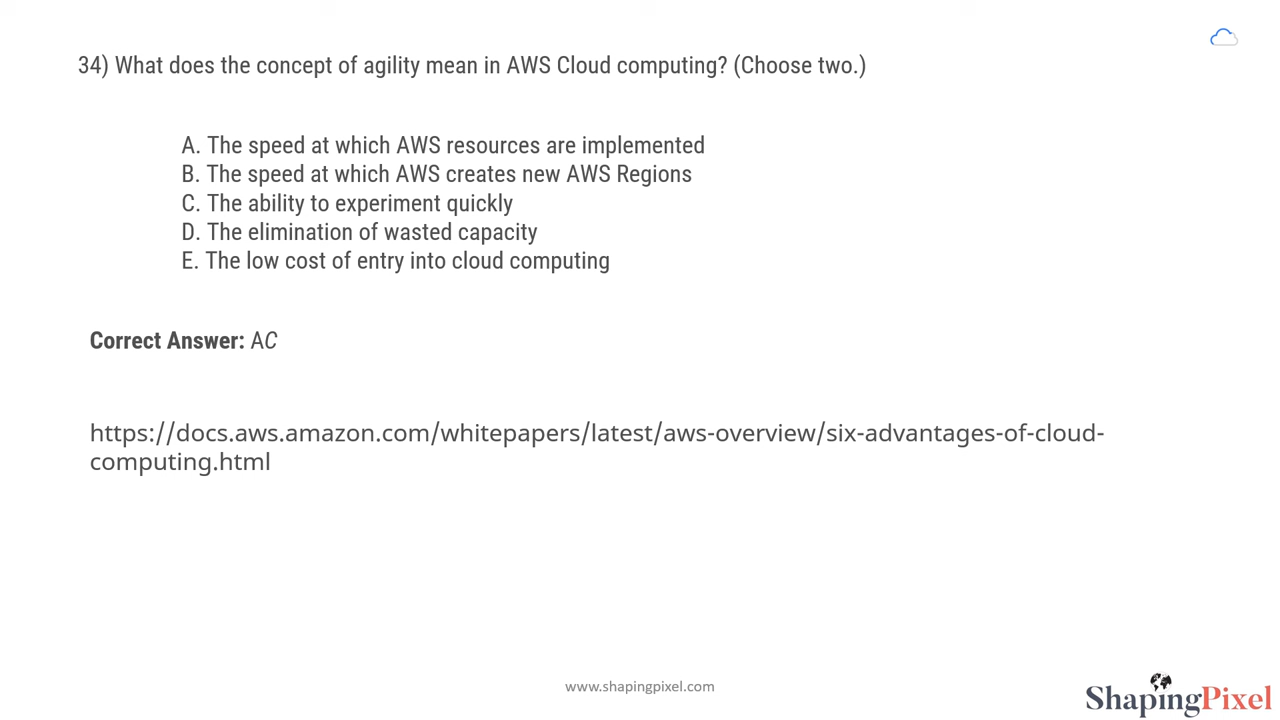 34) What does the concept of agility mean in AWS Cloud computing? (Choose two.)
A. The speed at which AWS resources are implemented
B. The speed at which AWS creates new AWS Regions
C. The ability to experiment quickly
D. The elimination of wasted capacity
E. The low cost of entry into cloud computing
Correct Answer: AC
https://docs.aws.amazon.com/whitepapers/latest/aws-overview/six-advantages-of-cloud-
computing.html
www.shapingpixel.com
ShapingPixel